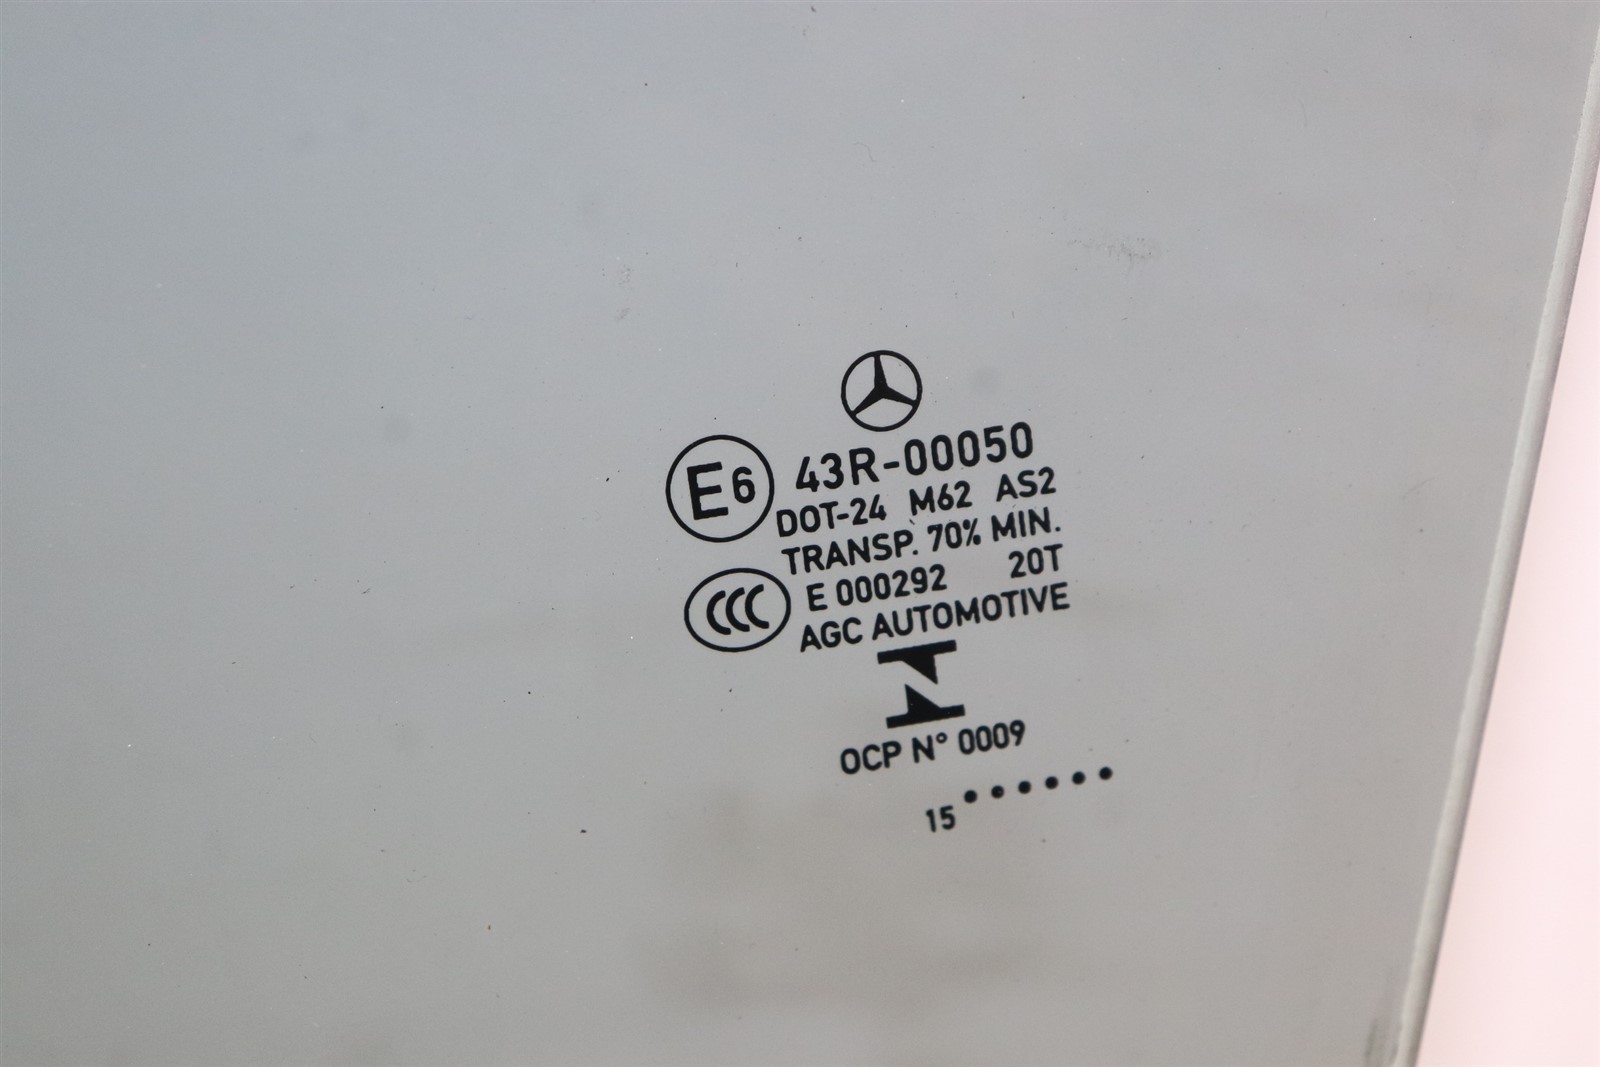 E6 43R-00050
DOT-24 M62 AS2
TRANSP. 70% MIN.
CCC E 000292 20T
AGC AUTOMOTIVE
OCP N° 0009
15 ● ● ● ● ● ●